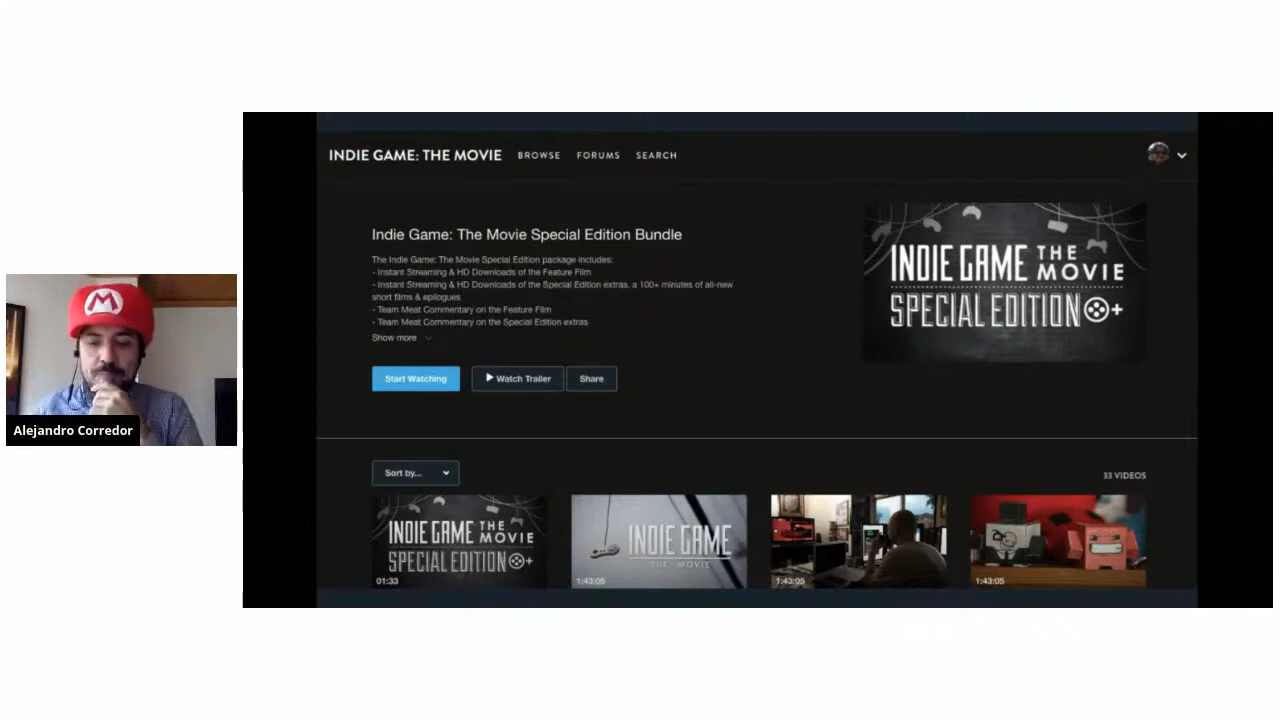 INDIE GAME: THE MOVIE BROWSE FORUMS SEARCH
Indie Game: The Movie Special Edition Bundle
The Indie Game: The Movie Special Edition package includes:
- Instant Streaming & HD Downloads of the Feature Film
- Instant Streaming & HD Downloads of the Special Edition extras, a 100+ minutes of all-new
short films & epilogues
- Team Meat Commentary on the Feature Film
- Team Meat Commentary on the Special Edition extras
Show more
Start Watching Watch Trailer Share
INDIE GAME THE MOVIE
SPECIAL EDITION +
M
Alejandro Corredor
Sort by... 33 VIDEOS
INDIE GAME THE MOVIE
SPECIAL EDITION +
01:33
INDIE GAME
THE MOVIE
1:43:05
1:43:05
1:43:05